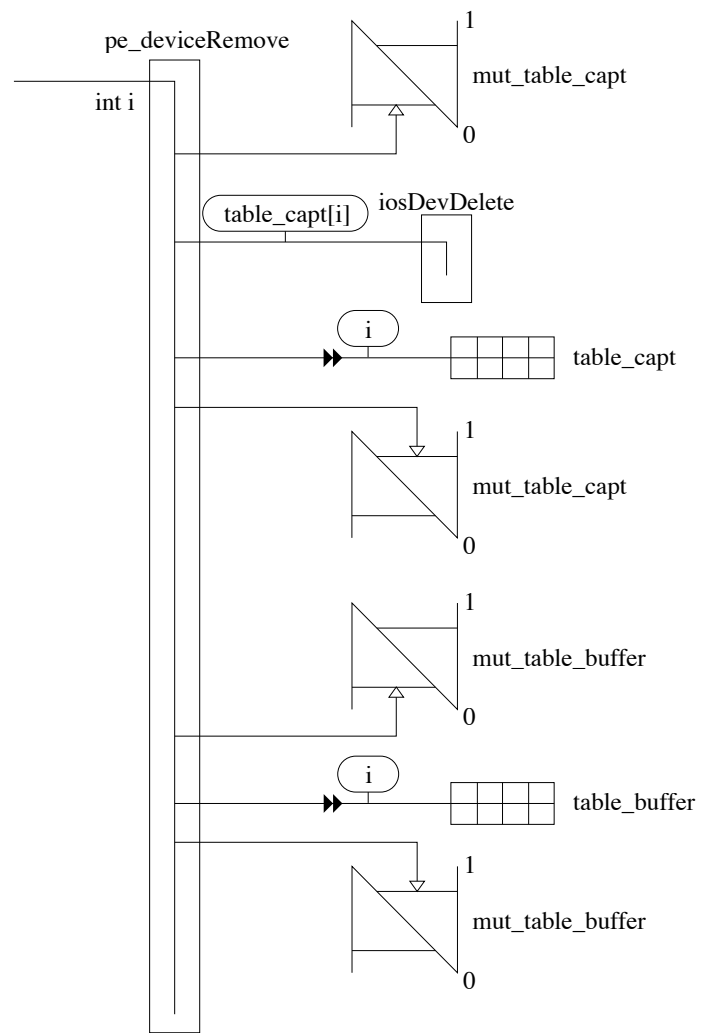 1
pe_deviceRemove
mut_table_capt
int i
0
table_capt[i]
iosDevDelete
i
table_capt
1
mut_table_capt
0
1
mut_table_buffer
0
i
table_buffer
1
mut_table_buffer
0